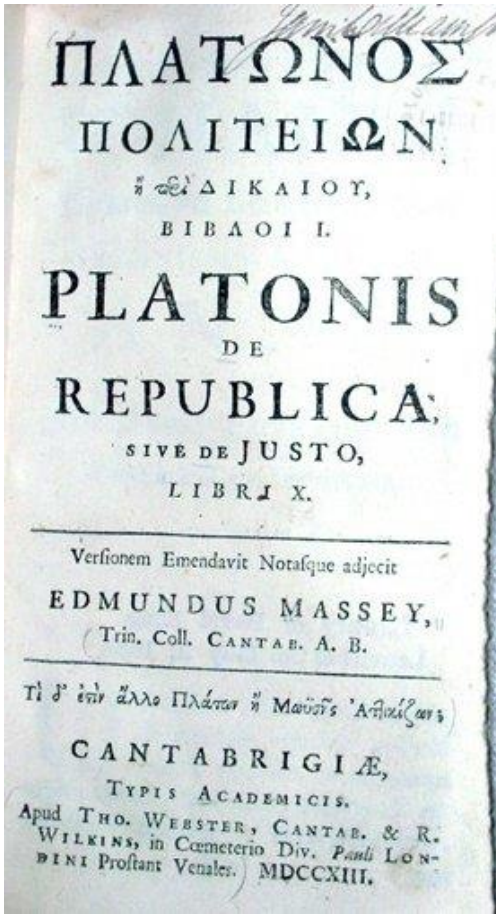 ΠΛΑΤΩΝΟΣ
ΠΟΛΙΤΕΙΩΝ
ἢ περὶ ΔΙΚΑΙΟΥ,
ΒΙΒΛΟΙ Ι.
PLATONIS
DE
REPUBLICA,
SIVE DE JUSTO,
LIBRI X.
Verſionem Emendavit Notaſque adjecit
EDMUNDUS MASSEY,
Trin. Coll. CANTAB. A. B.
Τὶ δ' ἐστὶν ἄλλο Πλάτων ἢ Μωϋσῆς Ἀττικίζων;
CANTABRIGIÆ,
TYPIS ACADEMICIS.
Apud THO. WEBSTER, CANTAB. & R.
WILKINS, in Cœmeterio Div. Pauli LON-
DINI Proſtant Venales. MDCCXIII.